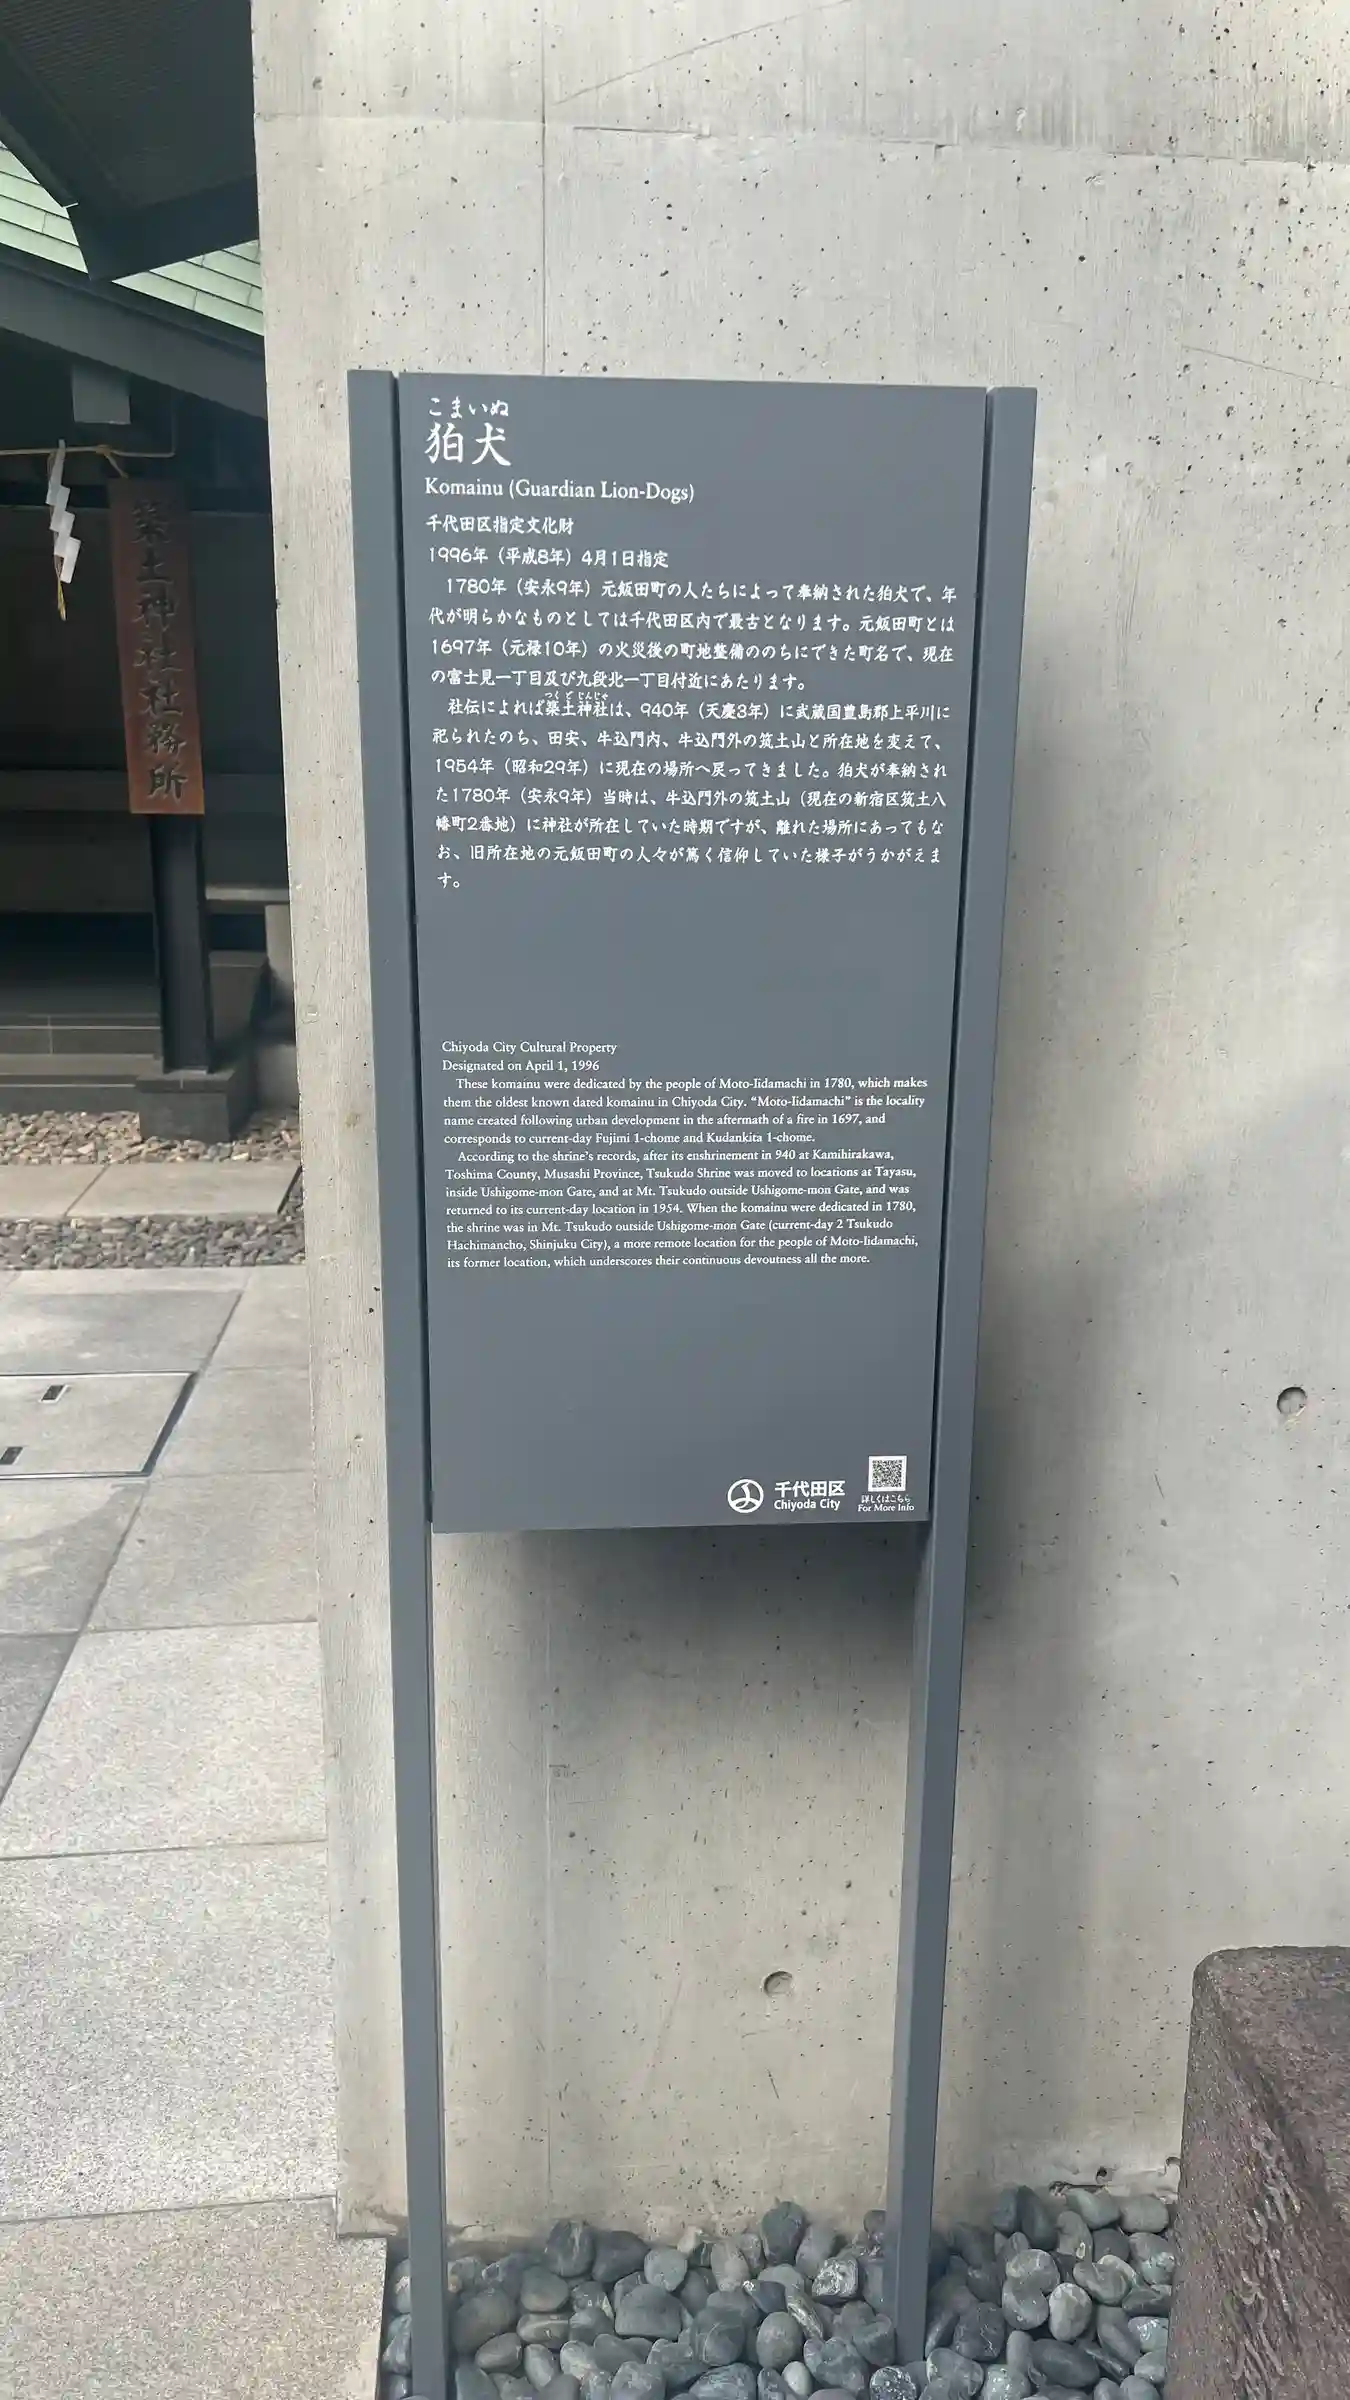 築土神社社務所
こまいぬ
狛犬
Komainu (Guardian Lion-Dogs)
千代田区指定文化財
1996年（平成8年）4月1日指定
1780年（安永9年）元飯田町の人たちによって奉納された狛犬で、年
代が明らかなものとしては千代田区内で最古となります。元飯田町とは
1697年（元禄10年）の火災後の町地整備ののちにできた町名で、現在
の富士見一丁目及び九段北一丁目付近にあたります。
つくどじんじゃ
社伝によれば築土神社は、940年（天慶3年）に武蔵国豊島郡上平川に
祀られたのち、田安、牛込門内、牛込門外の筑土山と所在地を変えて、
1954年（昭和29年）に現在の場所へ戻ってきました。狛犬が奉納され
た1780年（安永9年）当時は、牛込門外の筑土山（現在の新宿区筑土八
幡町2番地）に神社が所在していた時期ですが、離れた場所にあってもな
お、旧所在地の元飯田町の人々が篤く信仰していた様子がうかがえま
す。
Chiyoda City Cultural Property
Designated on April 1, 1996
These komainu were dedicated by the people of Moto-Iidamachi in 1780, which makes
them the oldest known dated komainu in Chiyoda City. “Moto-Iidamachi” is the locality
name created following urban development in the aftermath of a fire in 1697, and
corresponds to current-day Fujimi 1-chome and Kudankita 1-chome.
According to the shrine's records, after its enshrinement in 940 at Kamihirakawa,
Toshima County, Musashi Province, Tsukudo Shrine was moved to locations at Tayasu,
inside Ushigome-mon Gate, and at Mt. Tsukudo outside Ushigome-mon Gate, and was
returned to its current-day location in 1954. When the komainu were dedicated in 1780,
the shrine was in Mt. Tsukudo outside Ushigome-mon Gate (current-day 2 Tsukudo
Hachimancho, Shinjuku City), a more remote location for the people of Moto-Iidamachi,
its former location, which underscores their continuous devoutness all the more.
千代田区
Chiyoda City
詳しくはこちら
For More Info